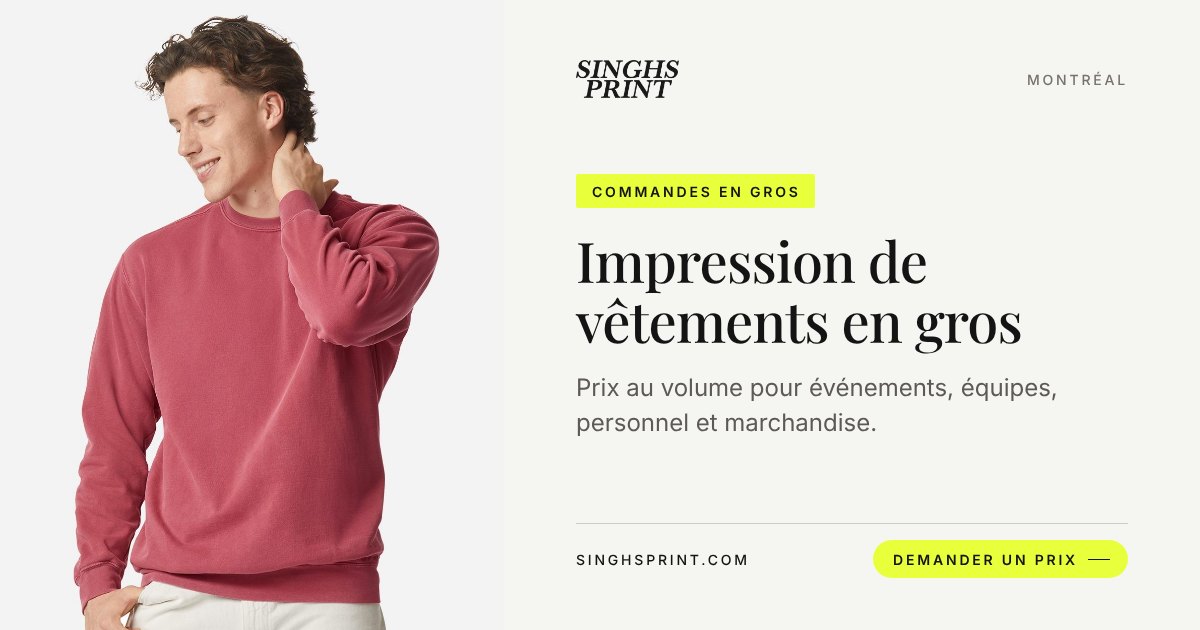 SINGHS
PRINT
MONTRÉAL
COMMANDES EN GROS
Impression de
vêtements en gros
Prix au volume pour événements, équipes,
personnel et marchandise.
SINGHSPRINT.COM
DEMANDER UN PRIX —